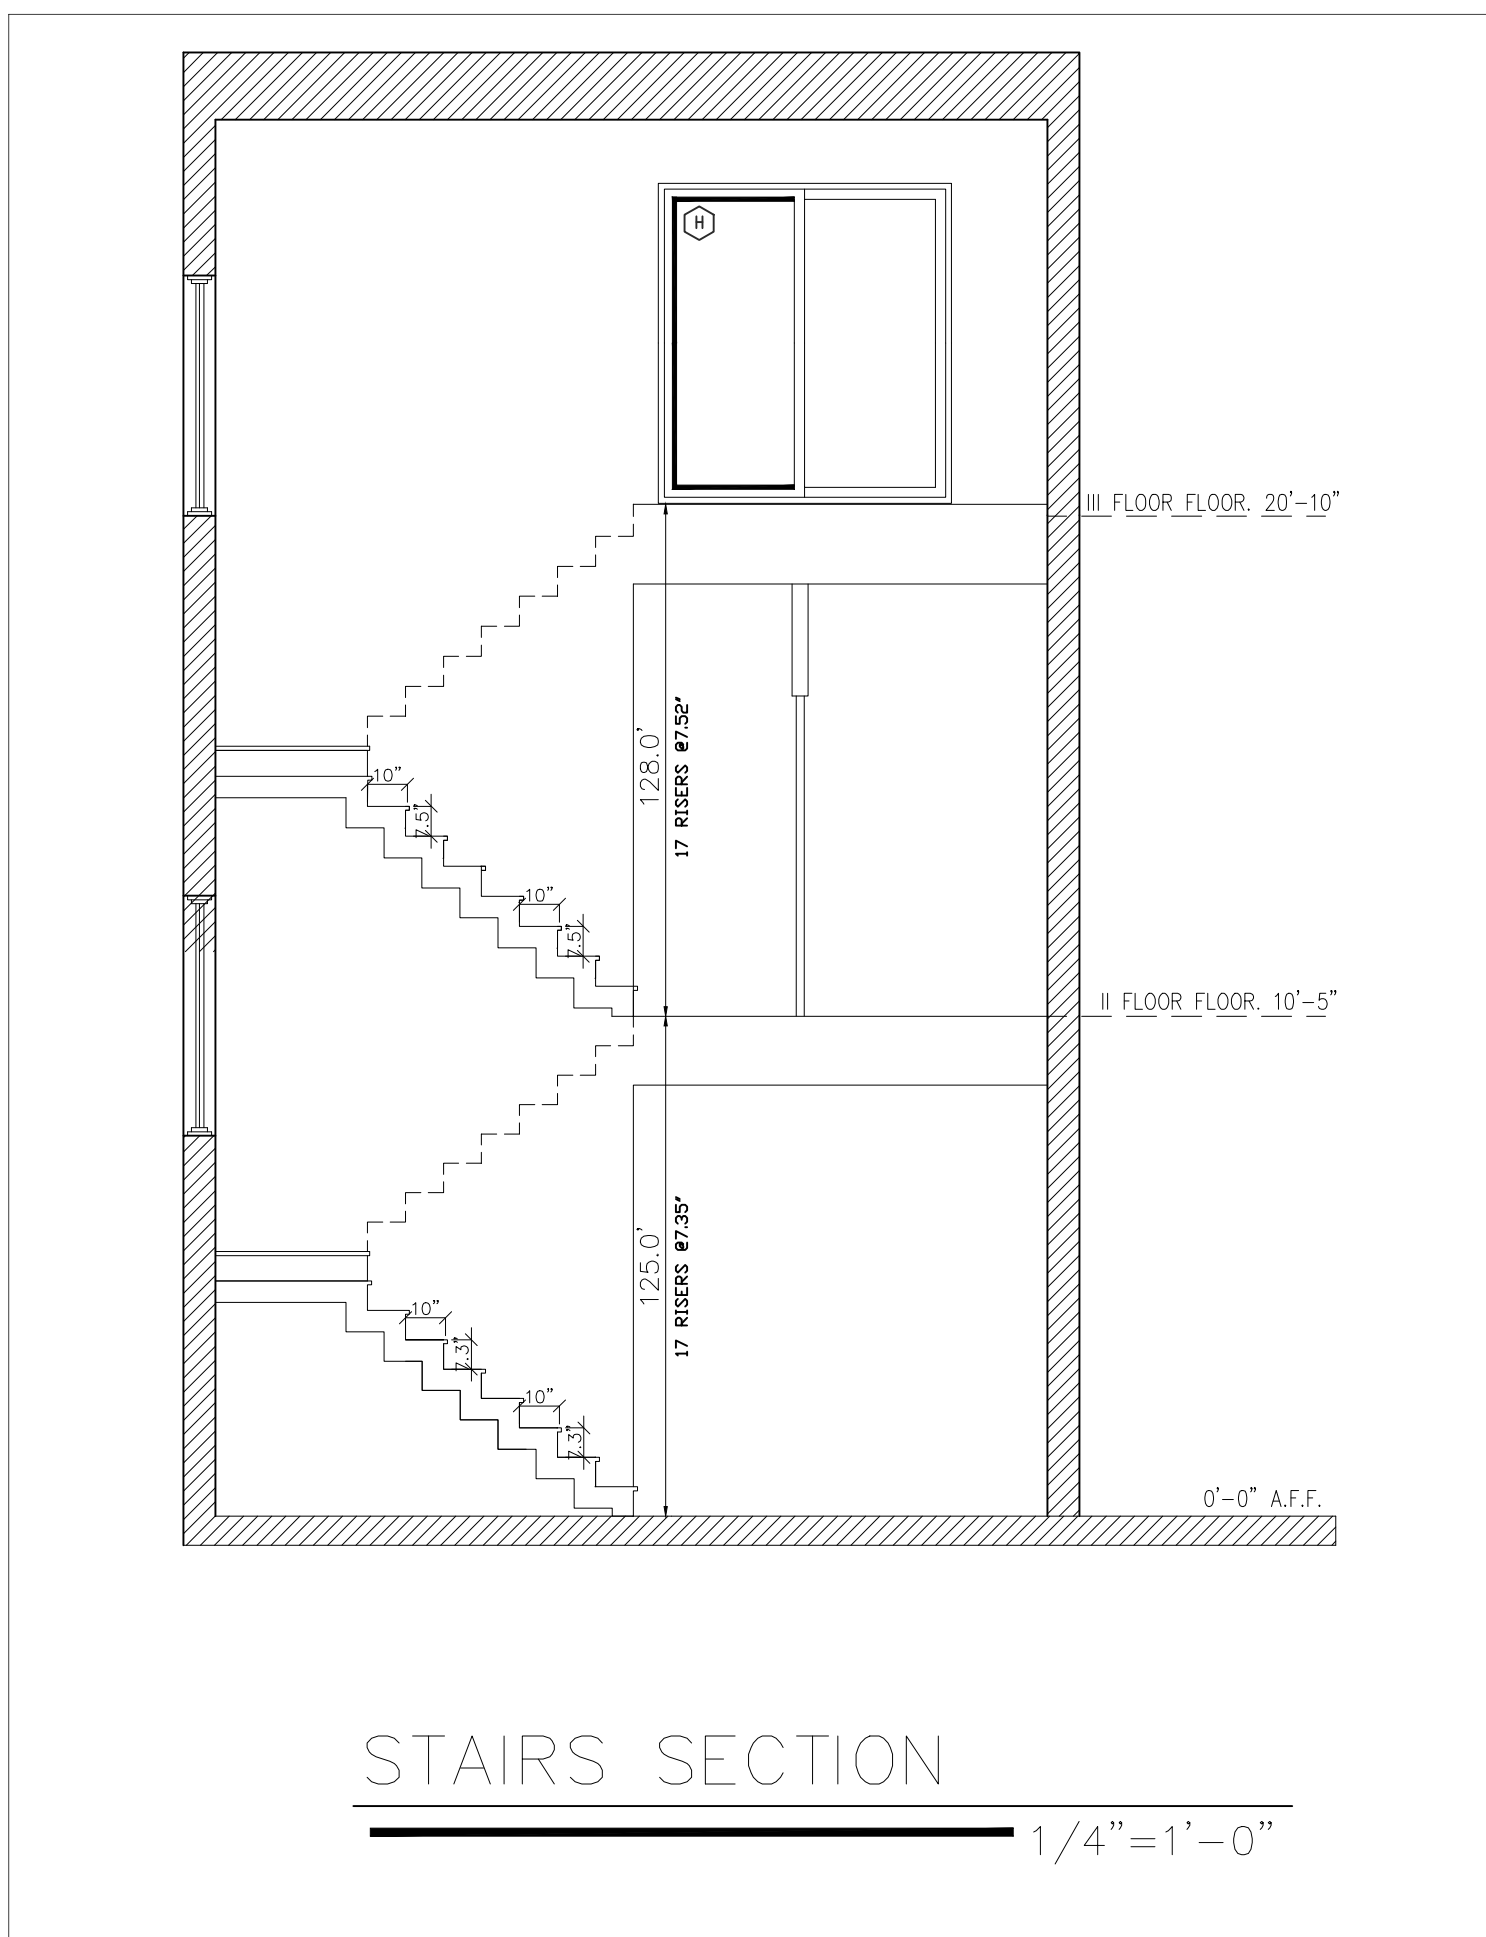 H
III FLOOR FLOOR. 20'-10"
10"
7.5"
128.0'
17 RISERS @7.52"
10"
7.5"
II FLOOR FLOOR. 10'-5"
125.0'
17 RISERS @7.35"
10"
7.3"
10"
7.3"
0'-0" A.F.F.
STAIRS SECTION
1/4"=1'-0"